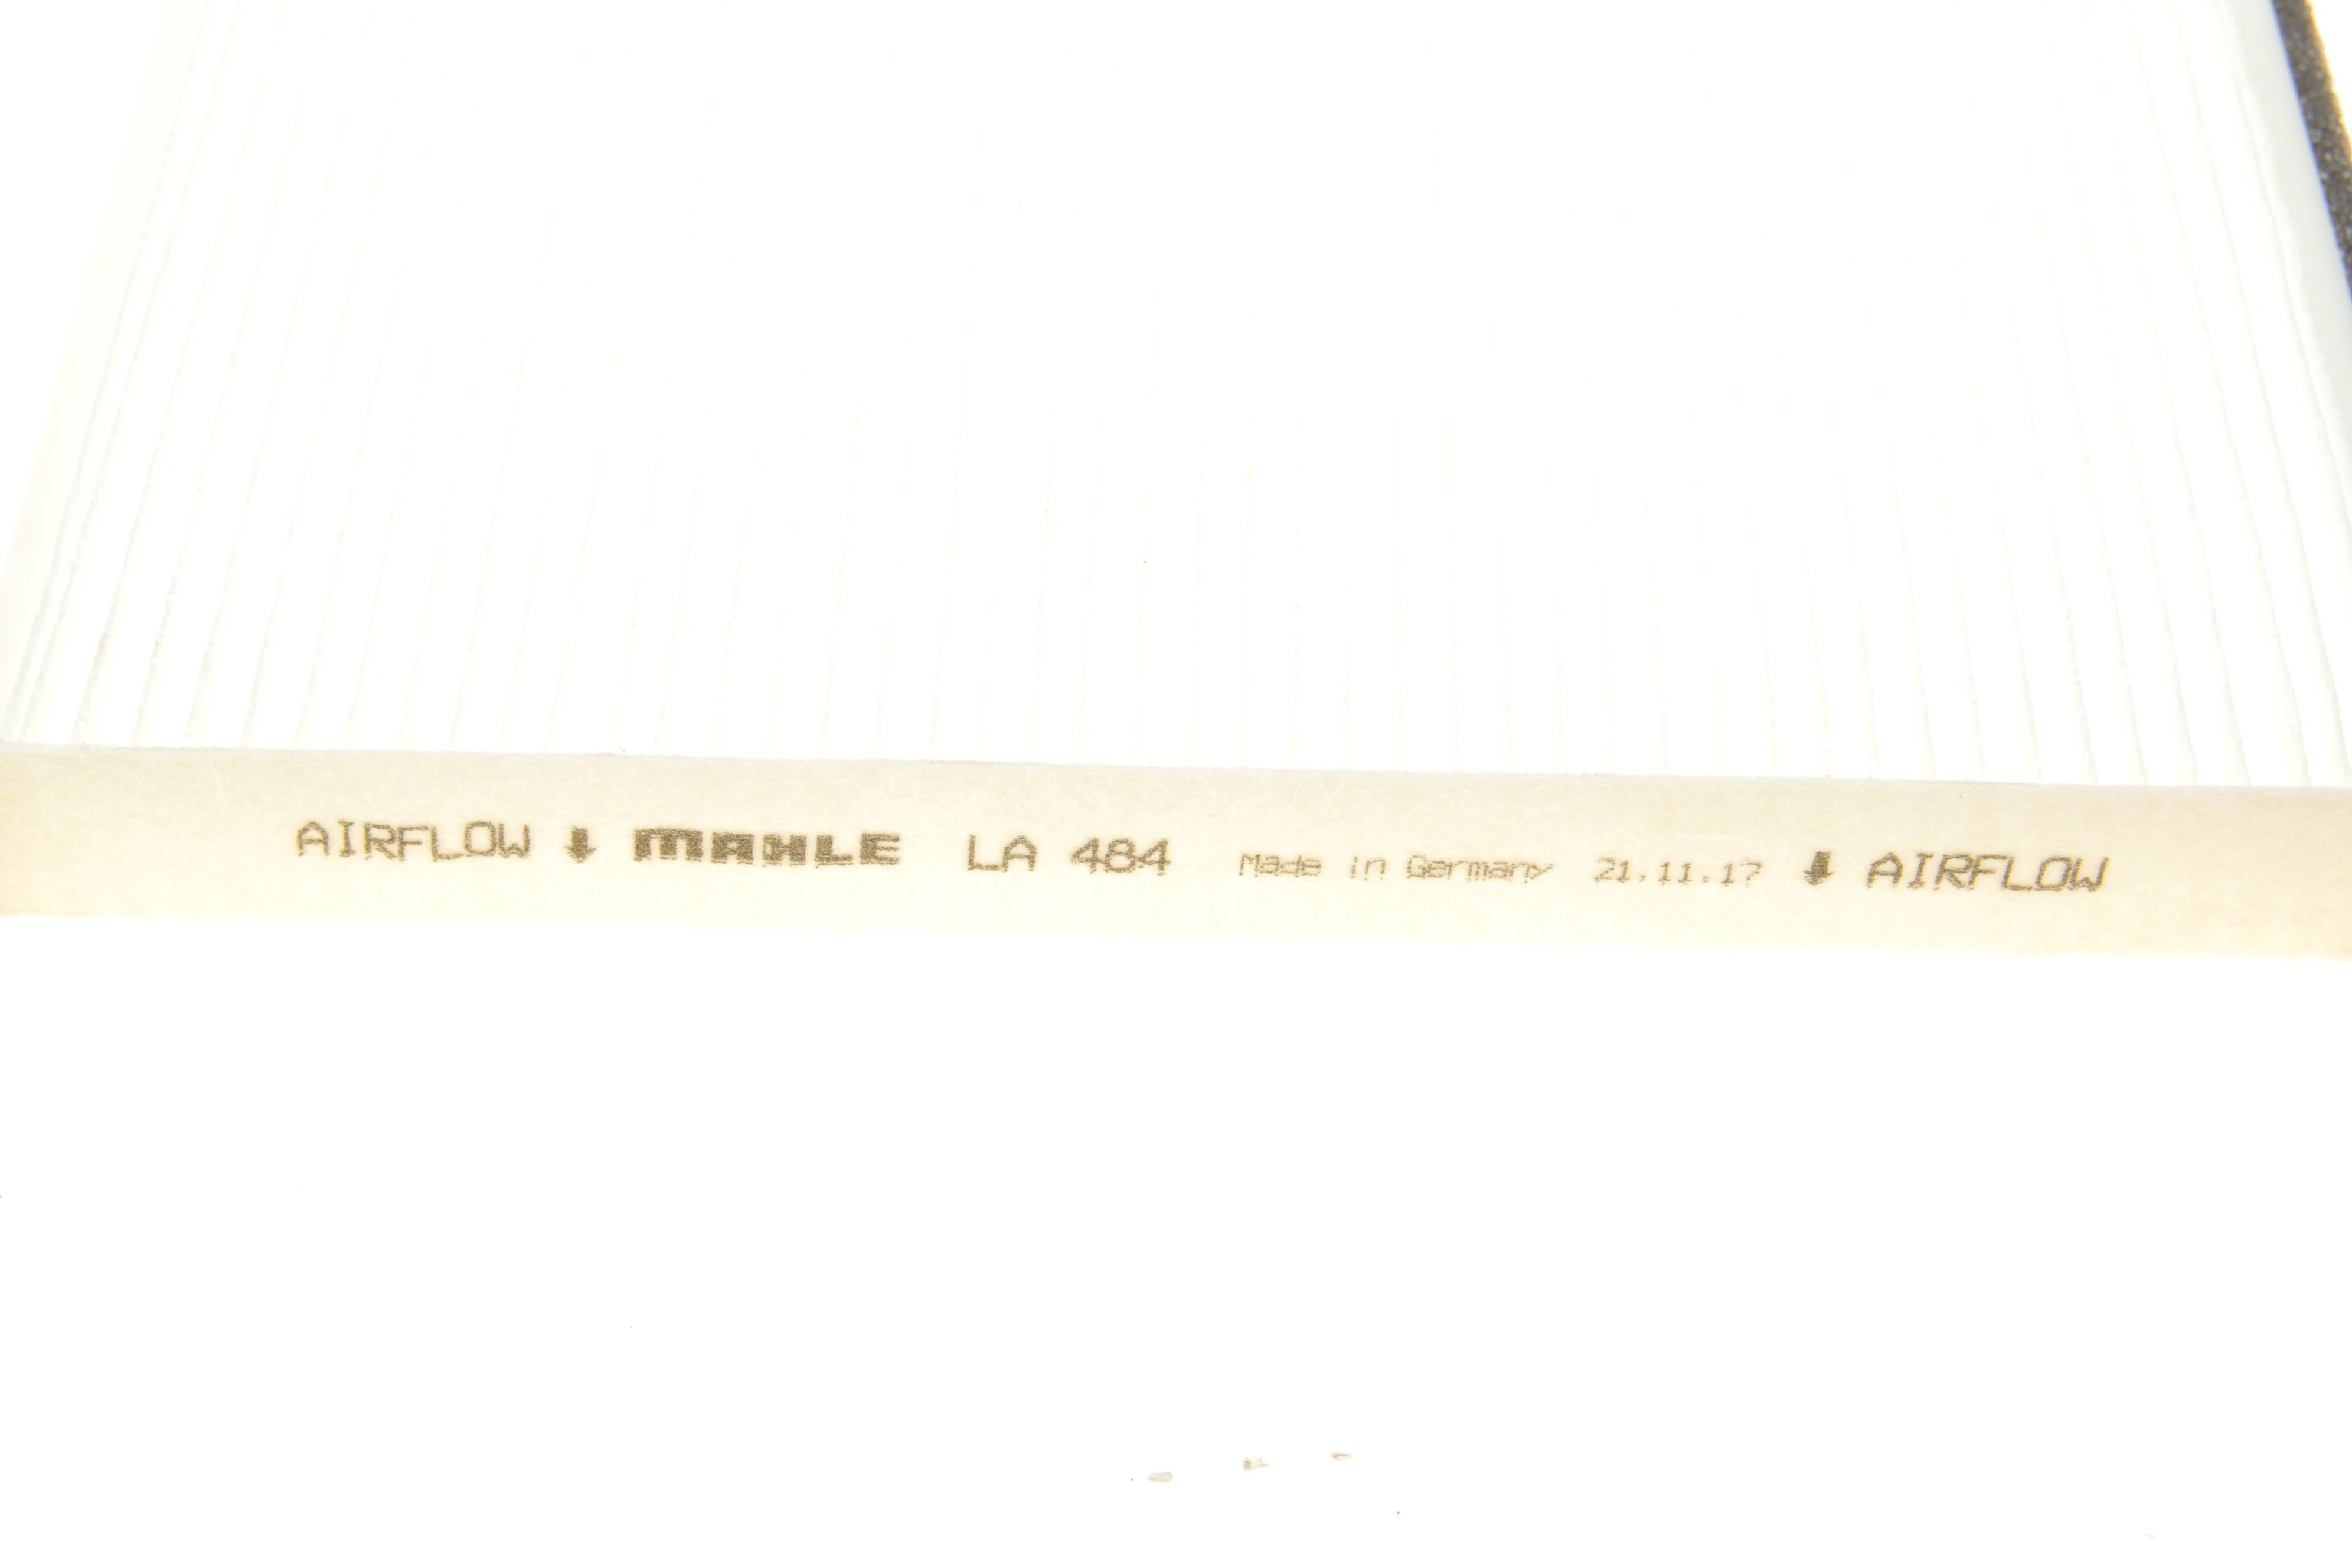 AIRFLOW ⬇ MAHLE LA 484 Made in Germany 21.11.17 ⬇ AIRFLOW